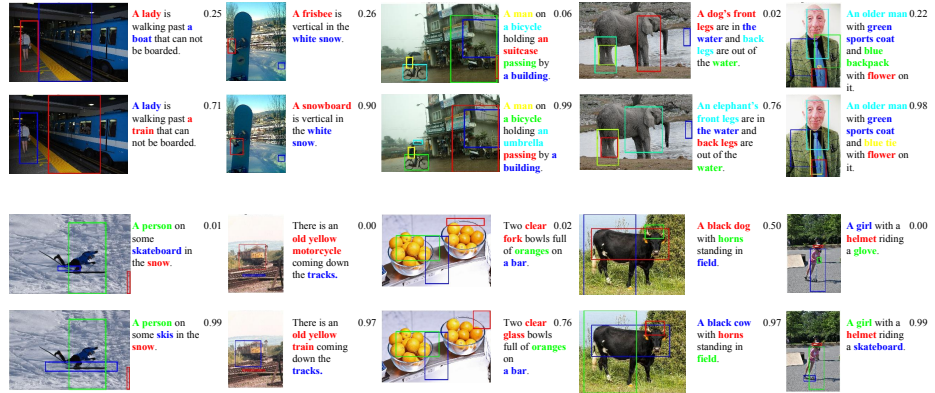 A lady is
walking past a
boat that can not
be boarded.
0.25
A frisbee is
vertical in the
white snow.
0.26
A man on
a bicycle
holding an
suitcase
passing by
a building.
0.06
A dog's front
legs are in the
water and back
legs are out of
the water.
0.02
An older man
with green
sports coat
and blue
backpack
with flower on
it.
0.22
A lady is
walking past a
train that can
not be boarded.
0.71
A snowboard
is vertical in
the white
snow.
0.90
A man on
a bicycle
holding an
umbrella
passing by a
building.
0.99
An elephant's
front legs are in
the water and
back legs are
out of the
water.
0.76
An older man
with green
sports coat
and blue tie
with flower on
it.
0.98
A person on
some
skateboard in
the snow.
0.01
There is an
old yellow
motorcycle
coming down
the tracks.
0.00
Two clear
fork bowls full
of oranges on
a bar.
0.02
A black dog
with horns
standing in
field.
0.50
A girl with a
helmet riding
a glove.
0.00
A person on
some skis in the
snow.
0.99
There is an
old yellow
train coming
down the
tracks.
0.97
Two clear
glass bowls
full of oranges
on
a bar.
0.76
A black cow
with horns
standing in
field.
0.97
A girl with a
helmet riding
a skateboard.
0.99